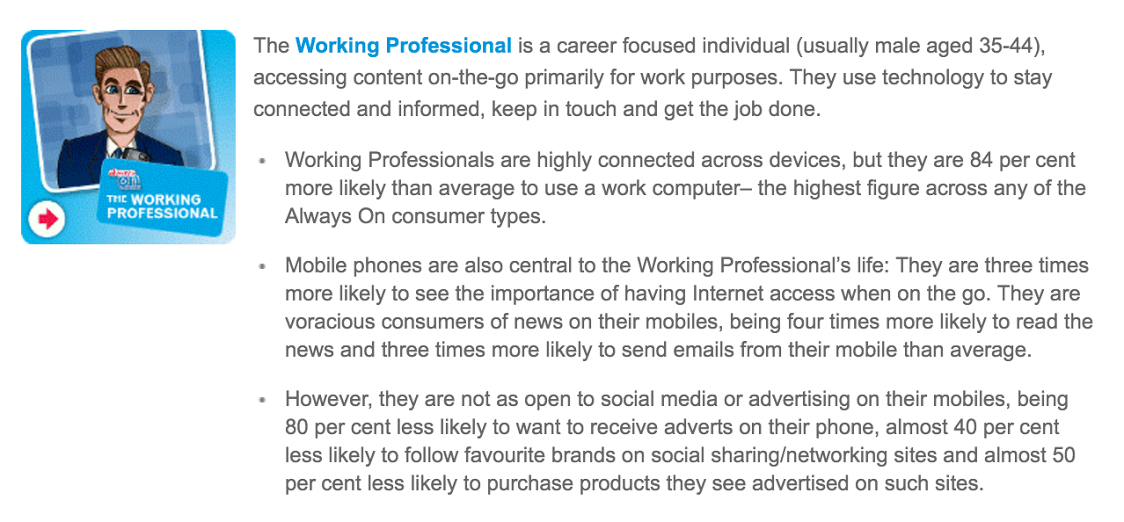 always
on
THE WORKING
PROFESSIONAL
The Working Professional is a career focused individual (usually male aged 35-44),
accessing content on-the-go primarily for work purposes. They use technology to stay
connected and informed, keep in touch and get the job done.
• Working Professionals are highly connected across devices, but they are 84 per cent
more likely than average to use a work computer– the highest figure across any of the
Always On consumer types.
• Mobile phones are also central to the Working Professional’s life: They are three times
more likely to see the importance of having Internet access when on the go. They are
voracious consumers of news on their mobiles, being four times more likely to read the
news and three times more likely to send emails from their mobile than average.
• However, they are not as open to social media or advertising on their mobiles, being
80 per cent less likely to want to receive adverts on their phone, almost 40 per cent
less likely to follow favourite brands on social sharing/networking sites and almost 50
per cent less likely to purchase products they see advertised on such sites.